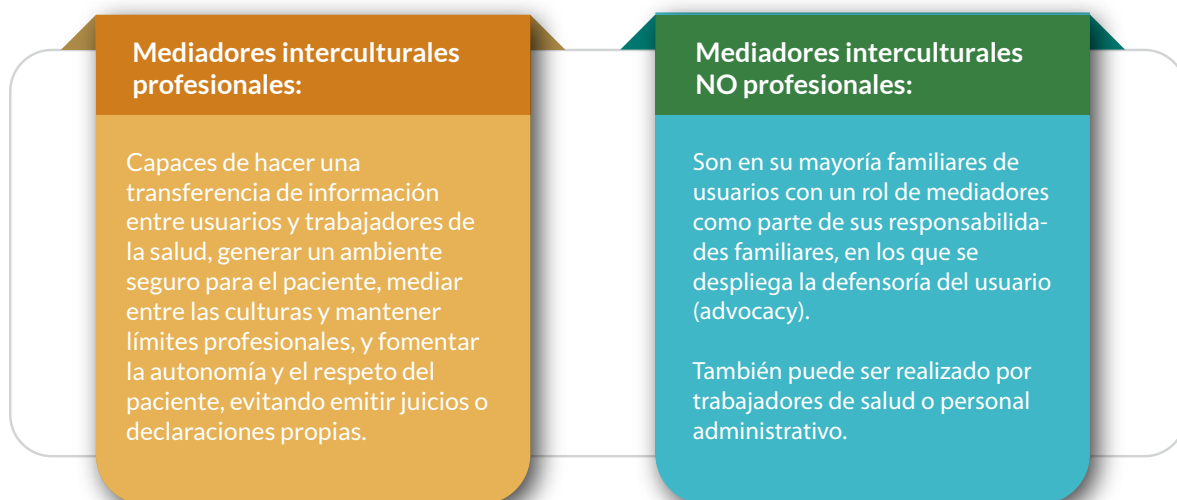 Mediadores interculturales
profesionales:
Capaces de hacer una
transferencia de información
entre usuarios y trabajadores de
la salud, generar un ambiente
seguro para el paciente, mediar
entre las culturas y mantener
límites profesionales, y fomentar
la autonomía y el respeto del
paciente, evitando emitir juicios o
declaraciones propias.
Mediadores interculturales
NO profesionales:
Son en su mayoría familiares de
usuarios con un rol de mediadores
como parte de sus responsabilida-
des familiares, en los que se
despliega la defensoría del usuario
(advocacy).
También puede ser realizado por
trabajadores de salud o personal
administrativo.